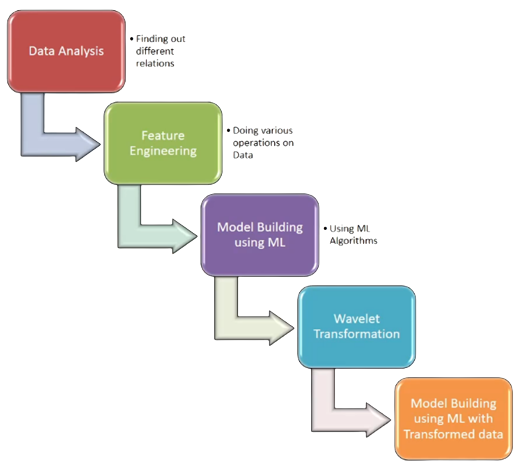 Data Analysis
• Finding out
different
relations
Feature
Engineering
• Doing various
operations on
Data
Model Building
using ML
• Using ML
Algorithms
Wavelet
Transformation
Model Building
using ML with
Transformed data